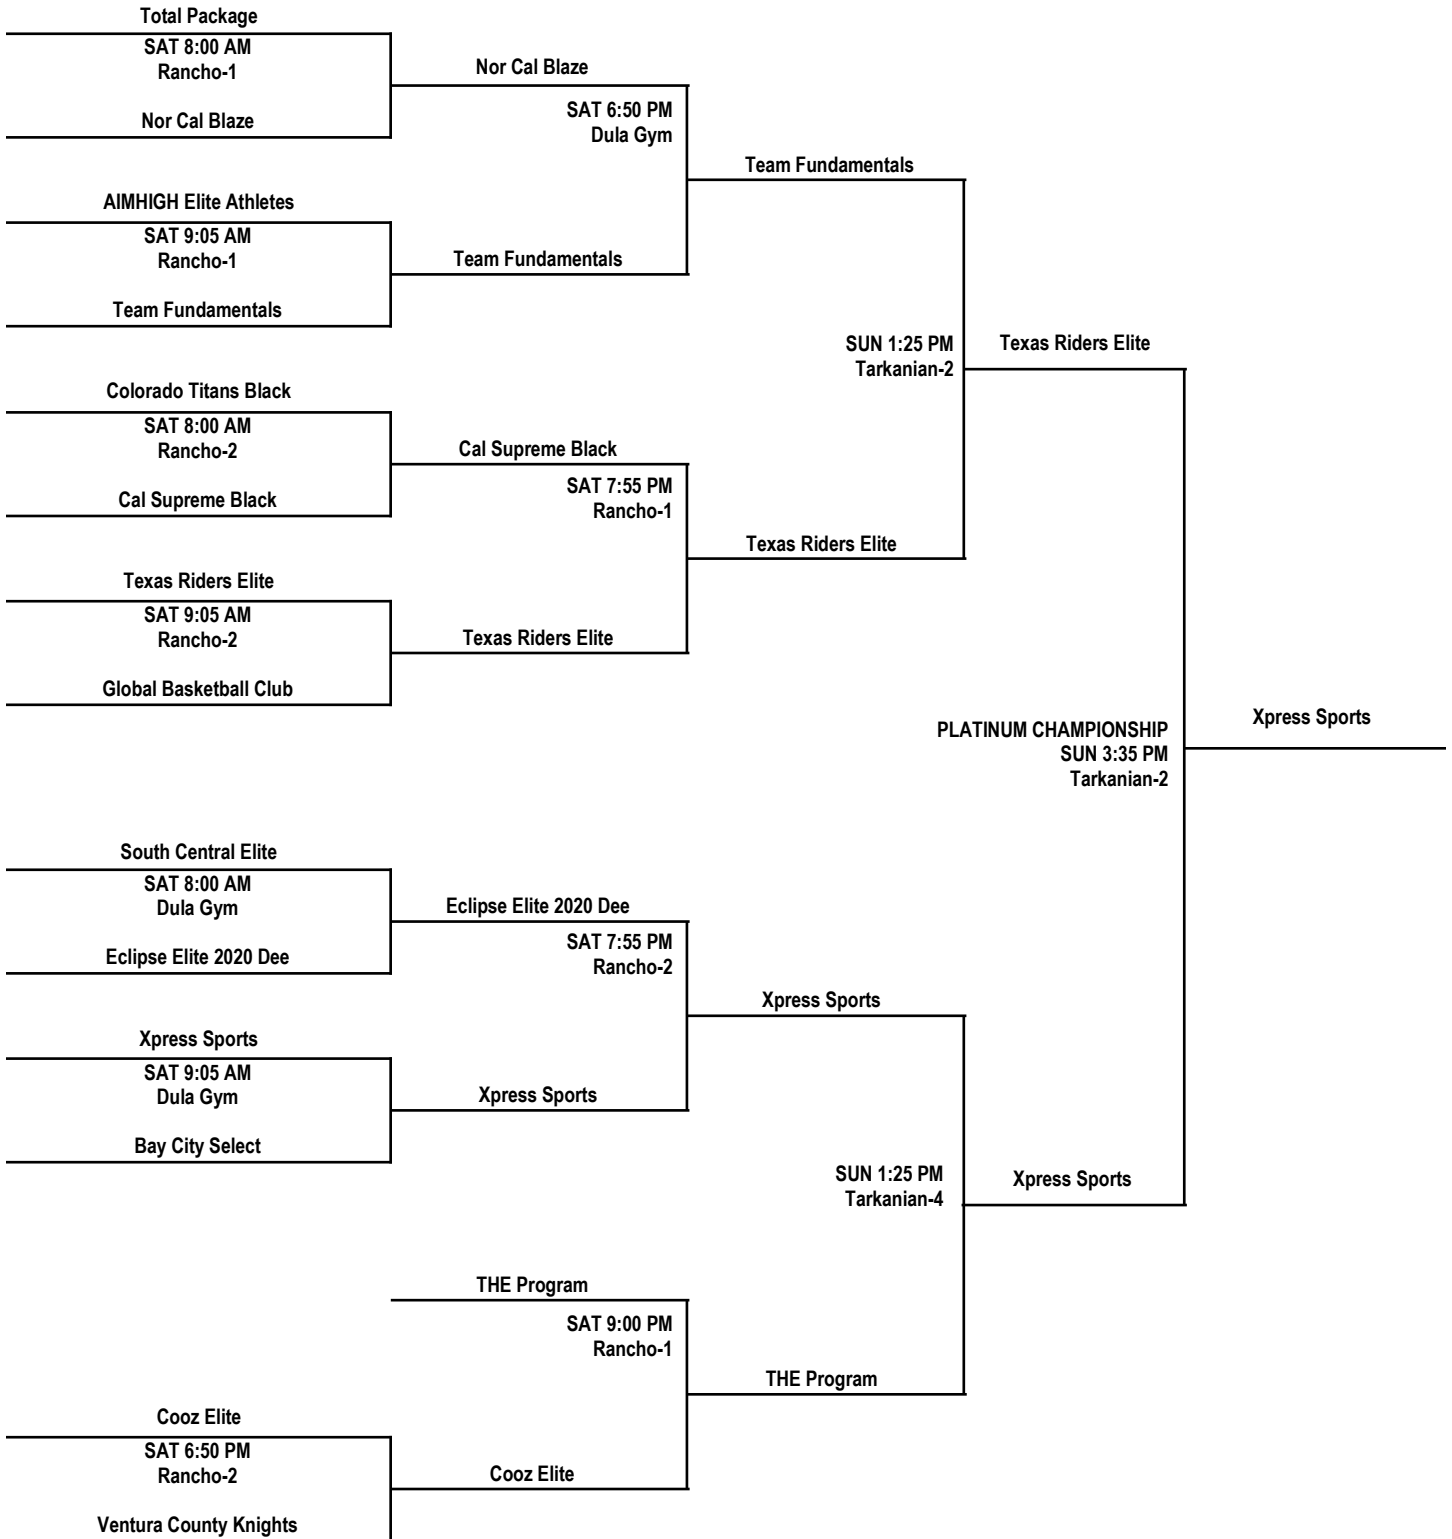 Total Package
SAT 8:00 AM
Rancho-1
Nor Cal Blaze
Nor Cal Blaze
SAT 6:50 PM
Dula Gym
Team Fundamentals
AIMHIGH Elite Athletes
SAT 9:05 AM
Rancho-1
Team Fundamentals
Team Fundamentals
SUN 1:25 PM
Tarkanian-2
Texas Riders Elite
Colorado Titans Black
SAT 8:00 AM
Rancho-2
Cal Supreme Black
Cal Supreme Black
SAT 7:55 PM
Rancho-1
Texas Riders Elite
Texas Riders Elite
SAT 9:05 AM
Rancho-2
Texas Riders Elite
Global Basketball Club
PLATINUM CHAMPIONSHIP
SUN 3:35 PM
Tarkanian-2
Xpress Sports
South Central Elite
SAT 8:00 AM
Dula Gym
Eclipse Elite 2020 Dee
Eclipse Elite 2020 Dee
SAT 7:55 PM
Rancho-2
Xpress Sports
Xpress Sports
SAT 9:05 AM
Dula Gym
Xpress Sports
Bay City Select
SUN 1:25 PM
Tarkanian-4
Xpress Sports
THE Program
SAT 9:00 PM
Rancho-1
THE Program
Cooz Elite
SAT 6:50 PM
Rancho-2
Cooz Elite
Ventura County Knights